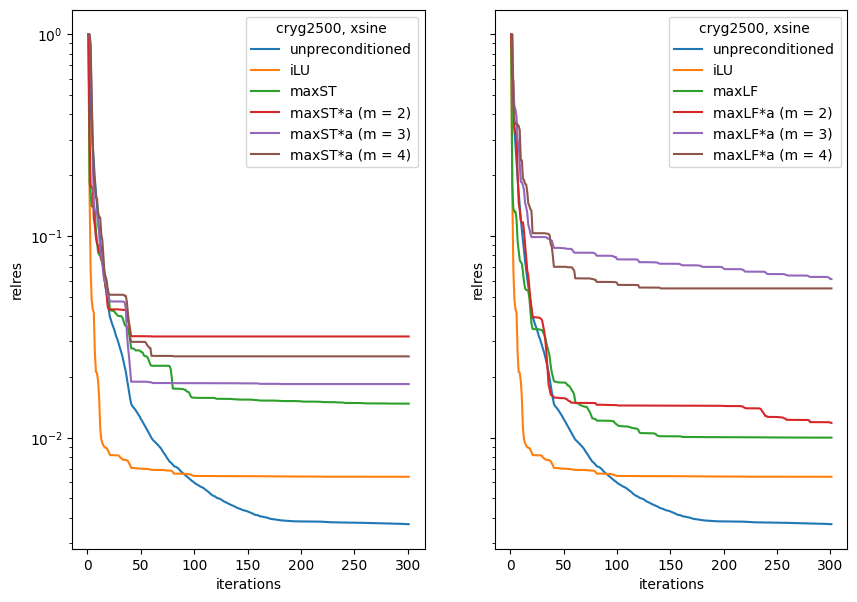 cryg2500, xsine
unpreconditioned
iLU
maxST
maxST*a (m = 2)
maxST*a (m = 3)
maxST*a (m = 4)
10⁰
10⁻¹
10⁻²
relres
0 50 100 150 200 250 300
iterations
cryg2500, xsine
unpreconditioned
iLU
maxLF
maxLF*a (m = 2)
maxLF*a (m = 3)
maxLF*a (m = 4)
relres
0 50 100 150 200 250 300
iterations